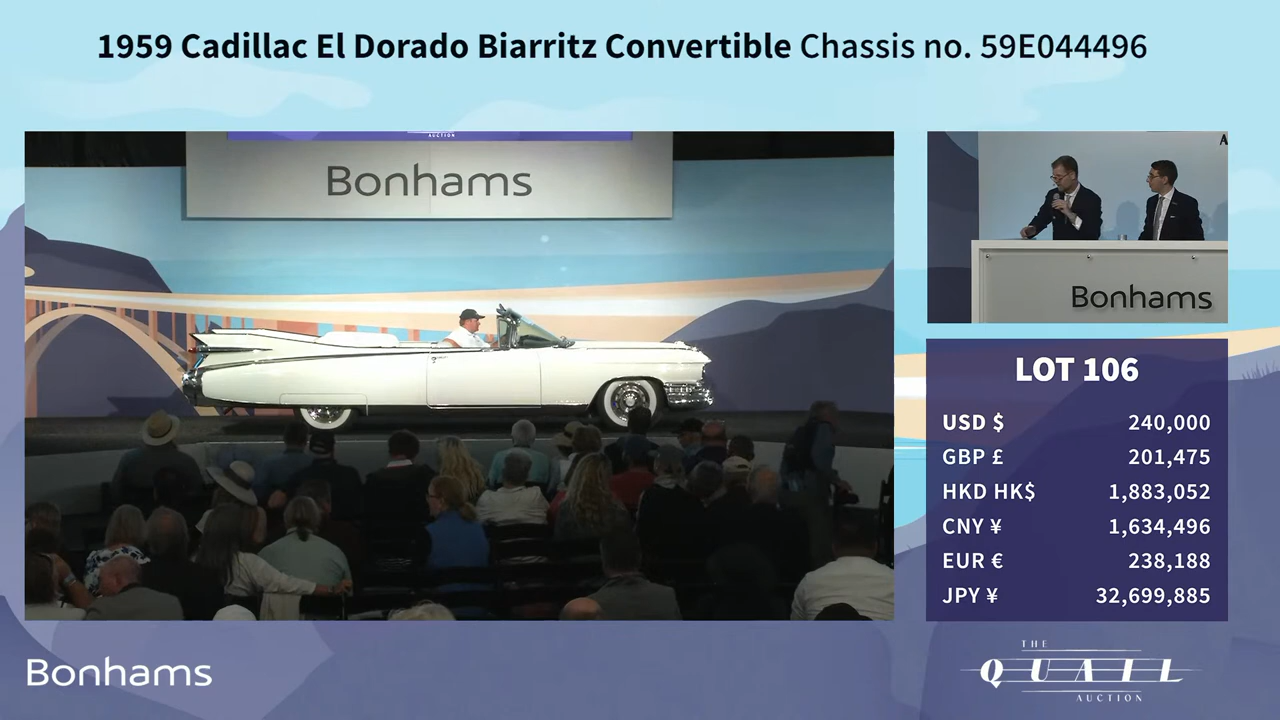 1959 Cadillac El Dorado Biarritz Convertible Chassis no. 59E044496
AUCTION
Bonhams
A
Bonhams
LOT 106
USD $ 240,000
GBP £ 201,475
HKD HK$ 1,883,052
CNY ¥ 1,634,496
EUR € 238,188
JPY ¥ 32,699,885
Bonhams
THE
QUAIL
AUCTION